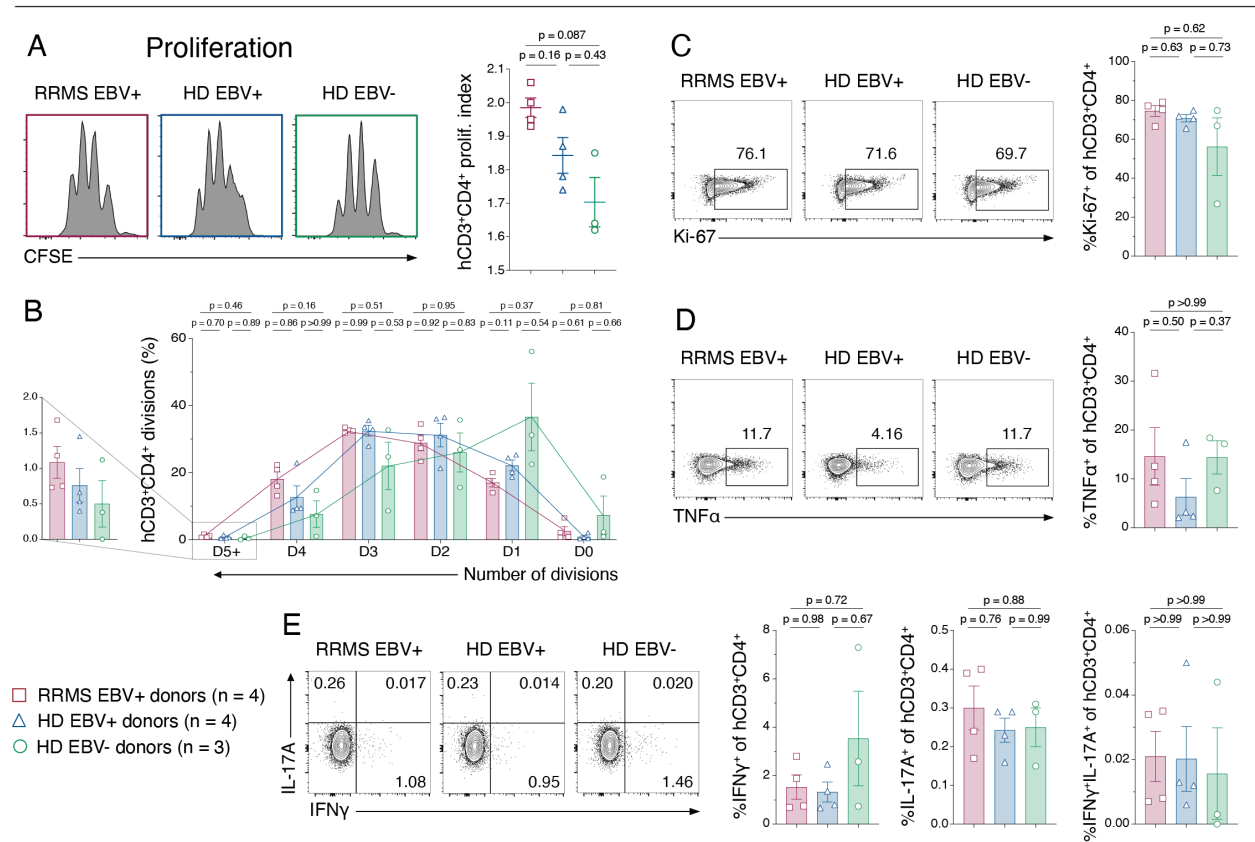 A
Proliferation
RRMS EBV+
HD EBV+
HD EBV-
CFSE
p = 0.087
p = 0.16
p = 0.43
hCD3⁺CD4⁺ prolif. index
2.1
2.0
1.9
1.8
1.7
1.6
1.5
C
RRMS EBV+
HD EBV+
HD EBV-
76.1
71.6
69.7
Ki-67
p = 0.62
p = 0.63
p = 0.73
%Ki-67⁺ of hCD3⁺CD4⁺
100
80
60
40
20
0
B
2.0
1.5
1.0
0.5
0.0
p = 0.46
p = 0.70 p = 0.89
p = 0.16
p = 0.86 p >0.99
p = 0.51
p = 0.99 p = 0.53
p = 0.95
p = 0.92 p = 0.83
p = 0.37
p = 0.11 p = 0.54
p = 0.81
p = 0.61 p = 0.66
hCD3⁺CD4⁺ divisions (%)
60
40
20
0
D5+ D4 D3 D2 D1 D0
Number of divisions
D
RRMS EBV+
HD EBV+
HD EBV-
11.7
4.16
11.7
TNFα
p >0.99
p = 0.50
p = 0.37
%TNFα⁺ of hCD3⁺CD4⁺
40
30
20
10
0
RRMS EBV+ donors (n = 4)
HD EBV+ donors (n = 4)
HD EBV- donors (n = 3)
E
RRMS EBV+
HD EBV+
HD EBV-
0.26 0.017
1.08
0.23 0.014
0.95
0.20 0.020
1.46
IL-17A
IFNγ
p = 0.72
p = 0.98 p = 0.67
%IFNγ⁺ of hCD3⁺CD4⁺
8
6
4
2
0
p = 0.88
p = 0.76 p = 0.99
%IL-17A⁺ of hCD3⁺CD4⁺
0.5
0.4
0.3
0.2
0.1
0.0
p >0.99
p >0.99 p >0.99
%IFNγ⁺IL-17A⁺ of hCD3⁺CD4⁺
0.06
0.04
0.02
0.00